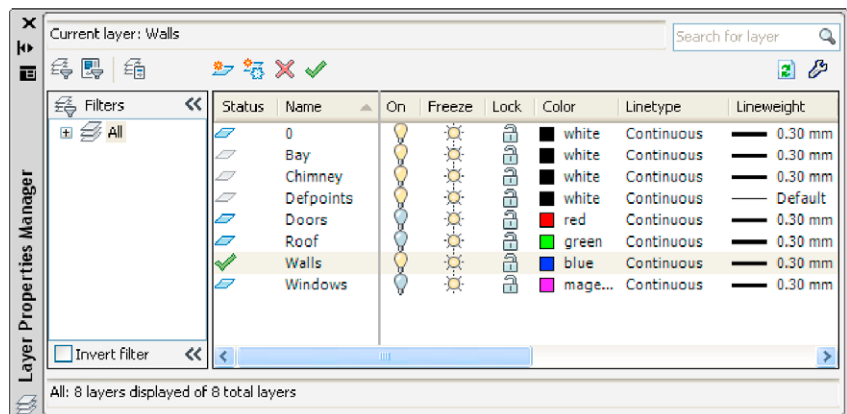 Current layer: Walls
Search for layer
Filters
Status Name On Freeze Lock Color Linetype Lineweight
All
0 white Continuous 0.30 mm
Bay white Continuous 0.30 mm
Chimney white Continuous 0.30 mm
Defpoints white Continuous Default
Doors red Continuous 0.30 mm
Roof green Continuous 0.30 mm
Walls blue Continuous 0.30 mm
Windows mage... Continuous 0.30 mm
Invert filter
All: 8 layers displayed of 8 total layers
Layer Properties Manager